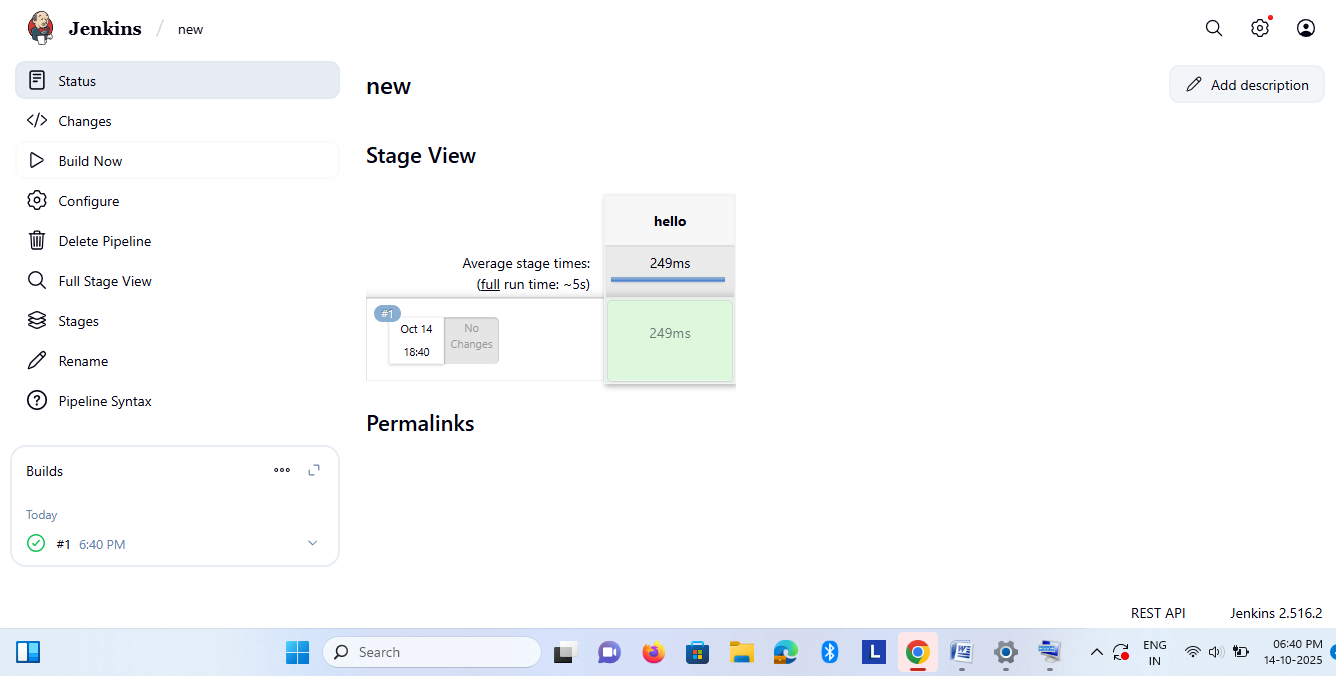 Jenkins / new
Status
Changes
Build Now
Configure
Delete Pipeline
Full Stage View
Stages
Rename
Pipeline Syntax
Builds
Today
#1 6:40 PM
new
Add description
Stage View
hello
Average stage times:
(full run time: ~5s)
249ms
#1
Oct 14
18:40
No
Changes
249ms
Permalinks
REST API
Jenkins 2.516.2
Search
L
ENG
IN
06:40 PM
14-10-2025